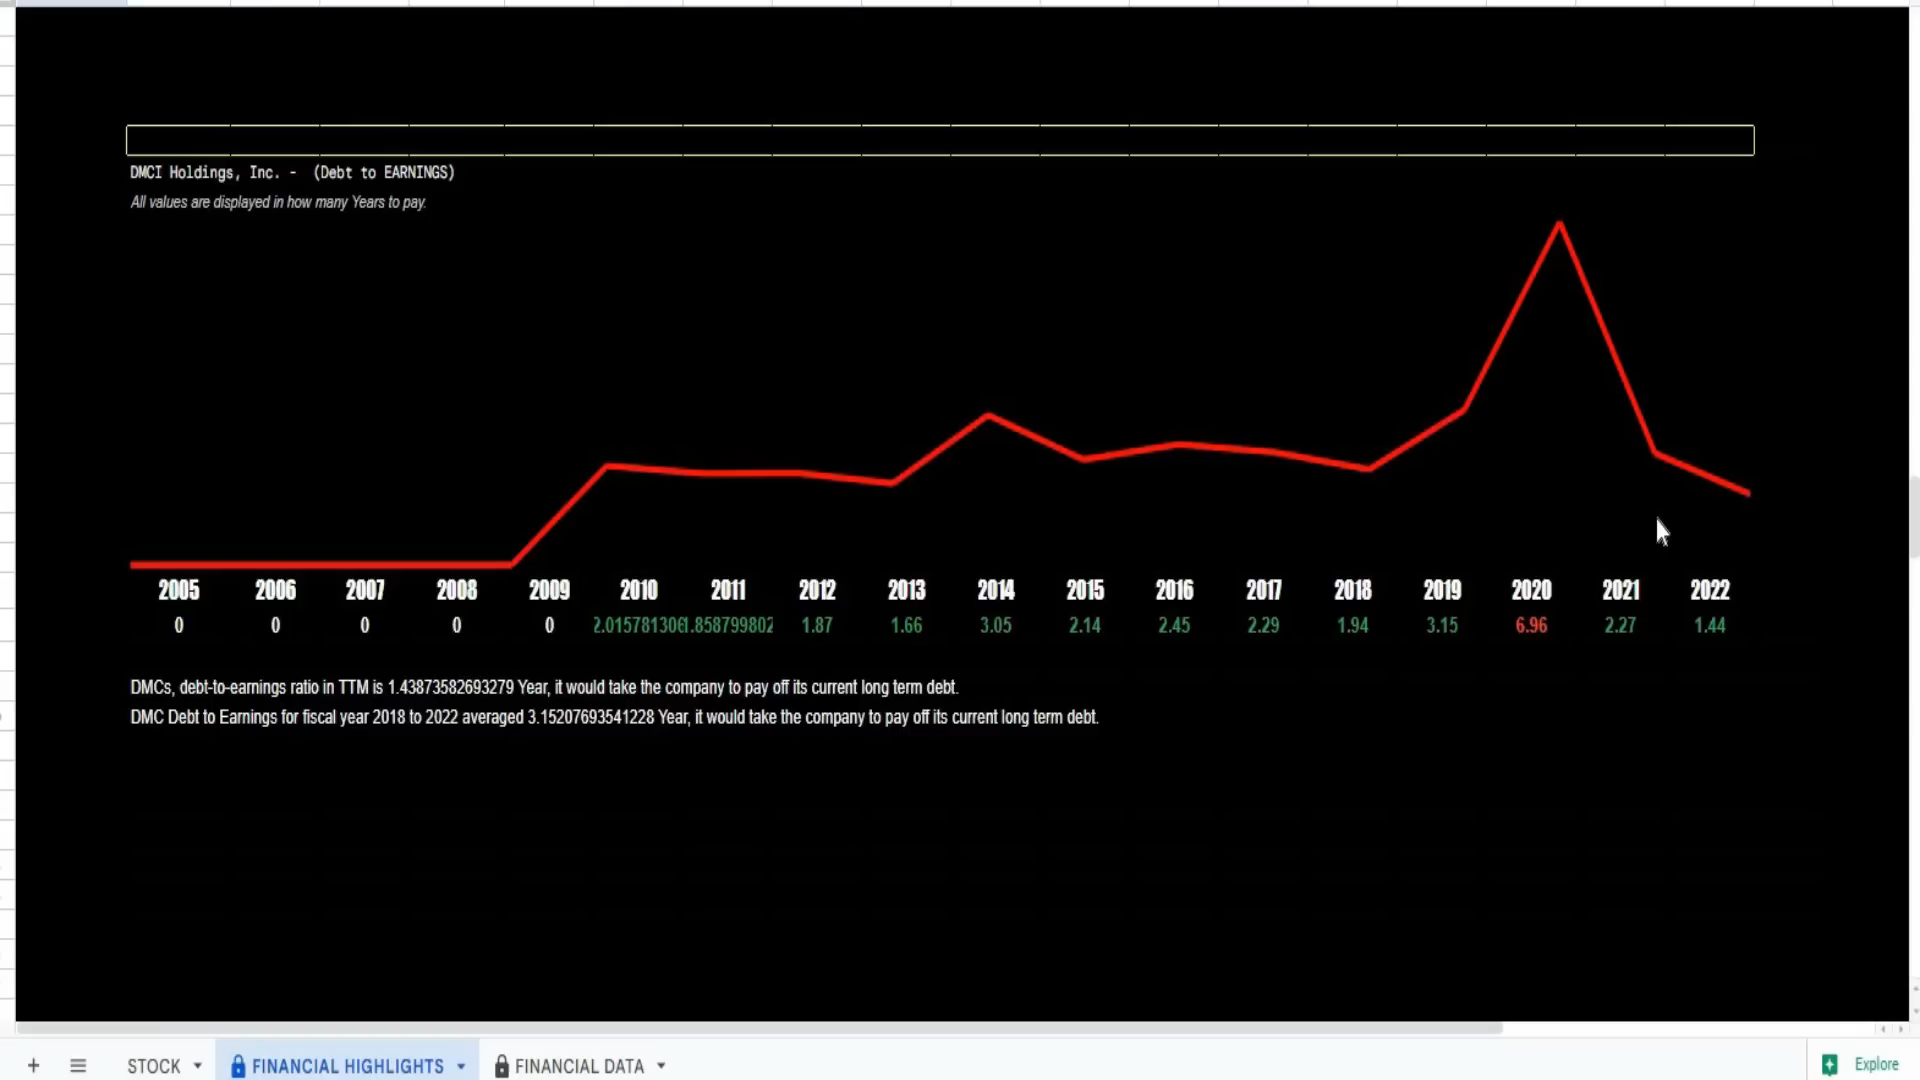 DMCI Holdings, Inc. - (Debt to EARNINGS)
All values are displayed in how many Years to pay.
2005 2006 2007 2008 2009 2010 2011 2012 2013 2014 2015 2016 2017 2018 2019 2020 2021 2022
0 0 0 0 0 2.015781306 1.858799802 1.87 1.66 3.05 2.14 2.45 2.29 1.94 3.15 6.96 2.27 1.44
DMCs, debt-to-earnings ratio in TTM is 1.43873582693279 Year, it would take the company to pay off its current long term debt.
DMC Debt to Earnings for fiscal year 2018 to 2022 averaged 3.15207693541228 Year, it would take the company to pay off its current long term debt.
STOCK FINANCIAL HIGHLIGHTS FINANCIAL DATA Explore